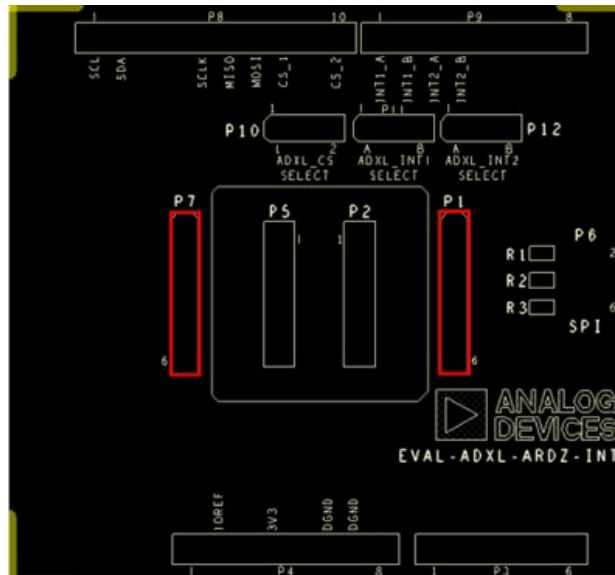 1 P8 10 P9 8
SCL SDA SCLK MISO MOSI CS_1 CS_2 INT1_A INT1_B INT2_A INT2_B
P10 1 1 P11 1 P12
1 2 A B A B
ADXL_CS ADXL_INT1 ADXL_INT2
SELECT SELECT SELECT
P7 P5 P2 P1
1 1
P6
R1 2
R2
R3 6
SPI
6 6
ANALOG
DEVICES
EVAL-ADXL-ARDZ-INT
IOREF 3V3 DGND DGND
1 P4 8 1 P3 6